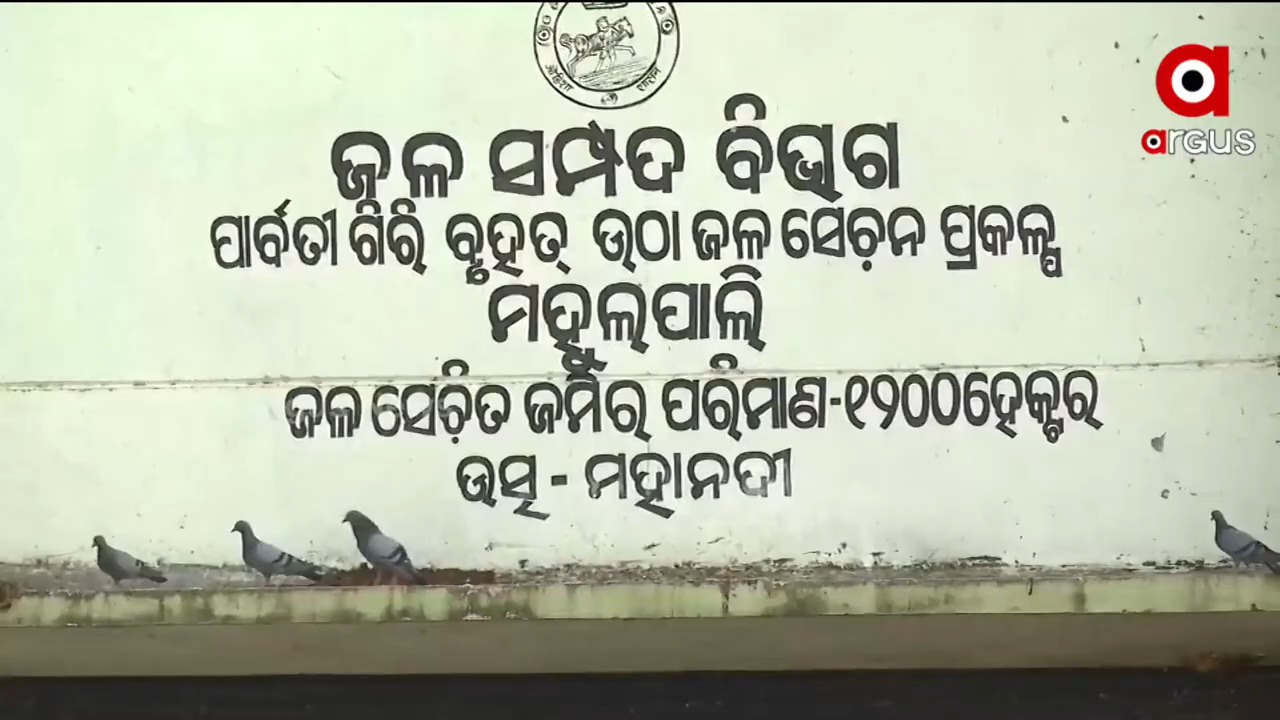 ଜଳ ସମ୍ପଦ ବିଭାଗ
ପାର୍ବତୀ ଗିରି ବୃହତ୍ ଉଠା ଜଳ ସେଚନ ପ୍ରକଳ୍ପ
ମହୁଲପାଲି
ଜଳ ସେଚିତ ଜମିର ପରିମାଣ-୧୨୦୦ହେକ୍ଟର
ଉତ୍ସ - ମହାନଦୀ
argus